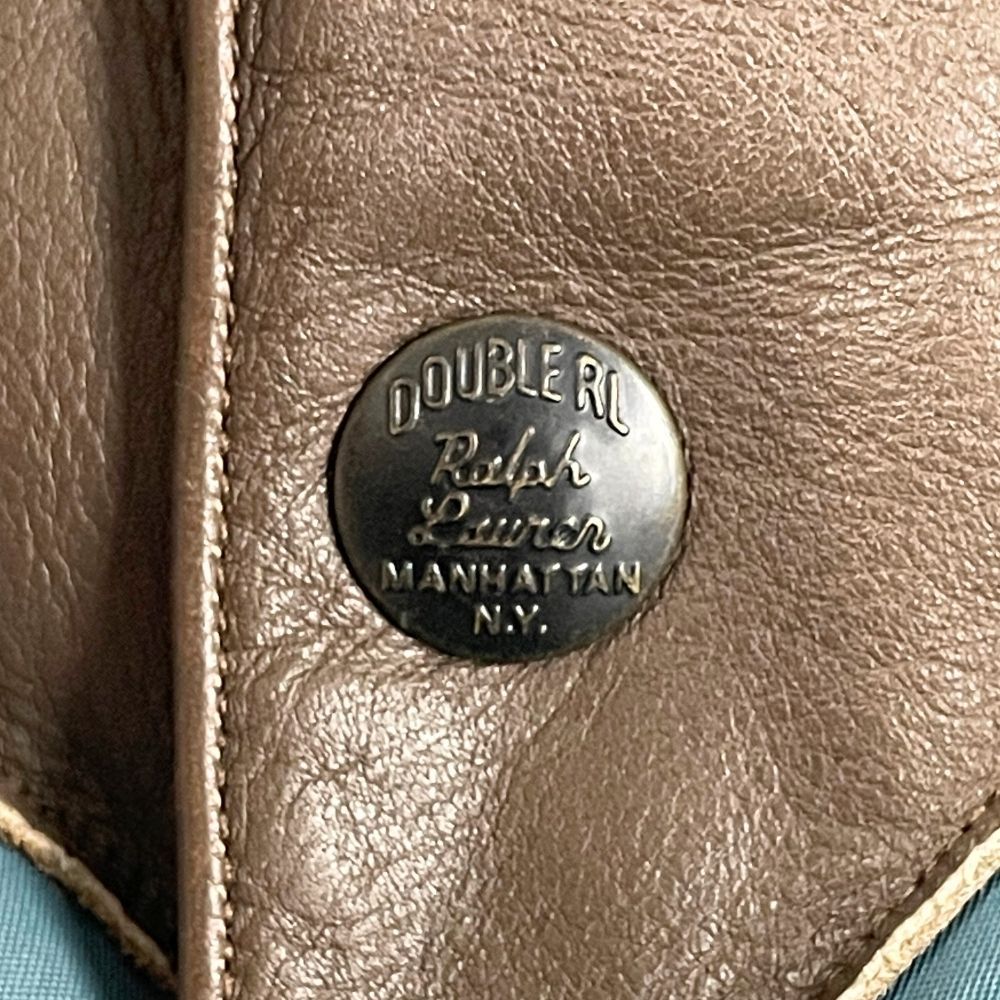 DOUBLE RL
Ralph
Lauren
MANHATTAN
N.Y.